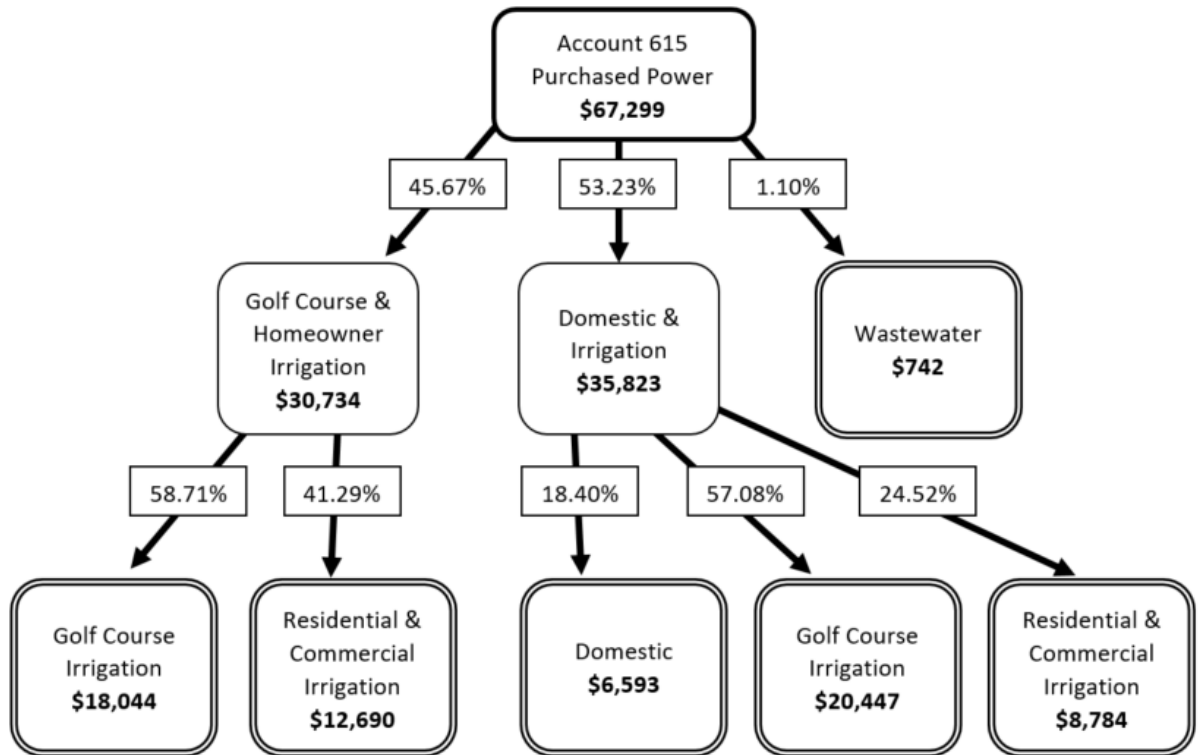 Account 615
Purchased Power
$67,299
45.67%
53.23%
1.10%
Golf Course &
Homeowner
Irrigation
$30,734
Domestic &
Irrigation
$35,823
Wastewater
$742
58.71%
41.29%
18.40%
57.08%
24.52%
Golf Course
Irrigation
$18,044
Residential &
Commercial
Irrigation
$12,690
Domestic
$6,593
Golf Course
Irrigation
$20,447
Residential &
Commercial
Irrigation
$8,784